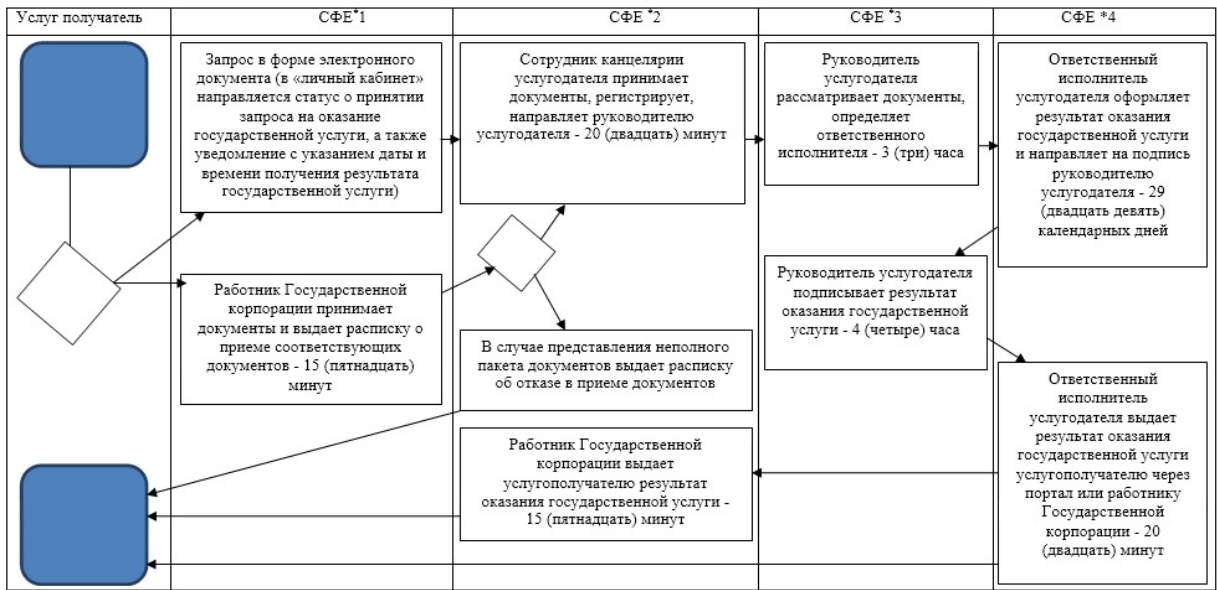 Услуг получатель
СФЕ*1
СФЕ *2
СФЕ *3
СФЕ *4
Запрос в форме электронного
документа (в «личный кабинет»
направляется статус о принятии
запроса на оказание
государственной услуги, а также
уведомление с указанием даты и
времени получения результата
государственной услуги)
Сотрудник канцелярии
услугодателя принимает
документы, регистрирует,
направляет руководителю
услугодателя - 20 (двадцать) минут
Руководитель
услугодателя
рассматривает документы,
определяет
ответственного
исполнителя - 3 (три) часа
Ответственный
исполнитель
услугодателя оформляет
результат оказания
государственной услуги
и направляет на подпись
руководителю
услугодателя - 29
(двадцать девять)
календарных дней
Работник Государственной
корпорации принимает
документы и выдает расписку о
приеме соответствующих
документов - 15 (пятнадцать)
минут
В случае представления неполного
пакета документов выдает расписку
об отказе в приеме документов
Руководитель услугодателя
подписывает результат
оказания государственной
услуги - 4 (четыре) часа
Работник Государственной
корпорации выдает
услугополучателю результат
оказания государственной услуги -
15 (пятнадцать) минут
Ответственный
исполнитель
услугодателя выдает
результат оказания
государственной услуги
услугополучателю через
портал или работнику
Государственной
корпорации - 20
(двадцать) минут